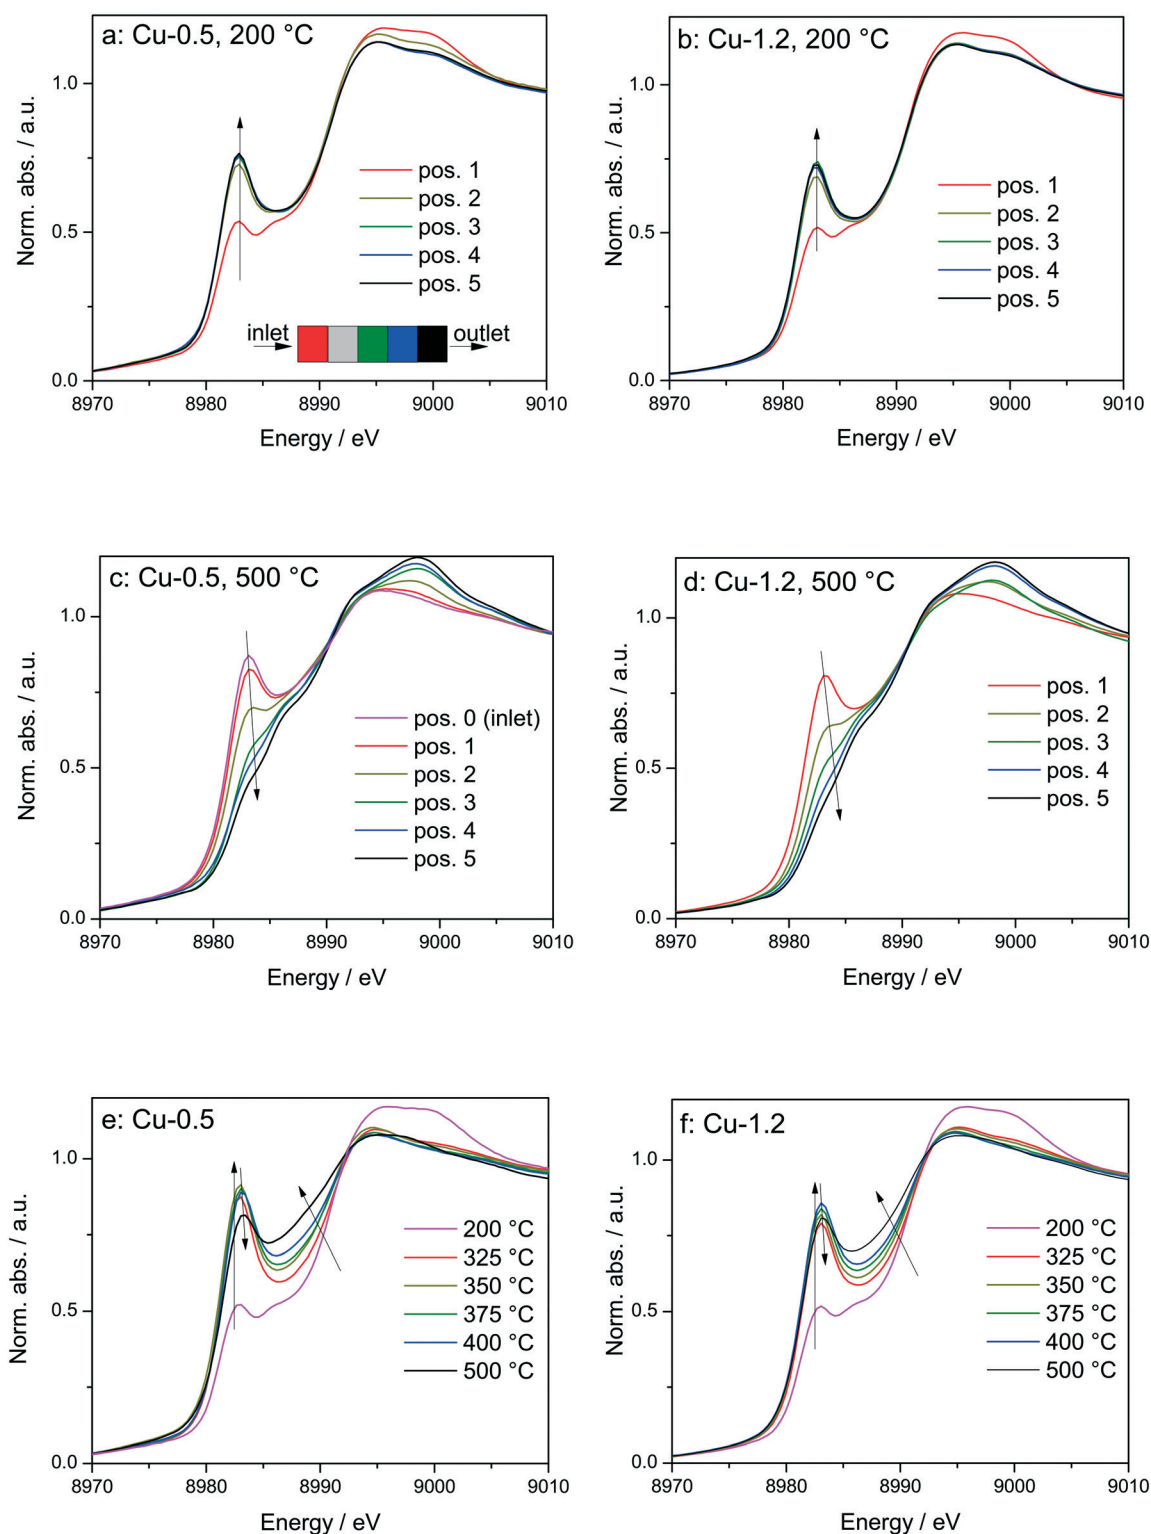 a: Cu-0.5, 200 °C
Norm. abs. / a.u.
1.0
0.5
0.0
pos. 1
pos. 2
pos. 3
pos. 4
pos. 5
inlet
outlet
8970 8980 8990 9000 9010
Energy / eV
b: Cu-1.2, 200 °C
Norm. abs. / a.u.
1.0
0.5
0.0
pos. 1
pos. 2
pos. 3
pos. 4
pos. 5
8970 8980 8990 9000 9010
Energy / eV
c: Cu-0.5, 500 °C
Norm. abs. / a.u.
1.0
0.5
0.0
pos. 0 (inlet)
pos. 1
pos. 2
pos. 3
pos. 4
pos. 5
8970 8980 8990 9000 9010
Energy / eV
d: Cu-1.2, 500 °C
Norm. abs. / a.u.
1.0
0.5
0.0
pos. 1
pos. 2
pos. 3
pos. 4
pos. 5
8970 8980 8990 9000 9010
Energy / eV
e: Cu-0.5
Norm. abs. / a.u.
1.0
0.5
0.0
200 °C
325 °C
350 °C
375 °C
400 °C
500 °C
8970 8980 8990 9000 9010
Energy / eV
f: Cu-1.2
Norm. abs. / a.u.
1.0
0.5
0.0
200 °C
325 °C
350 °C
375 °C
400 °C
500 °C
8970 8980 8990 9000 9010
Energy / eV